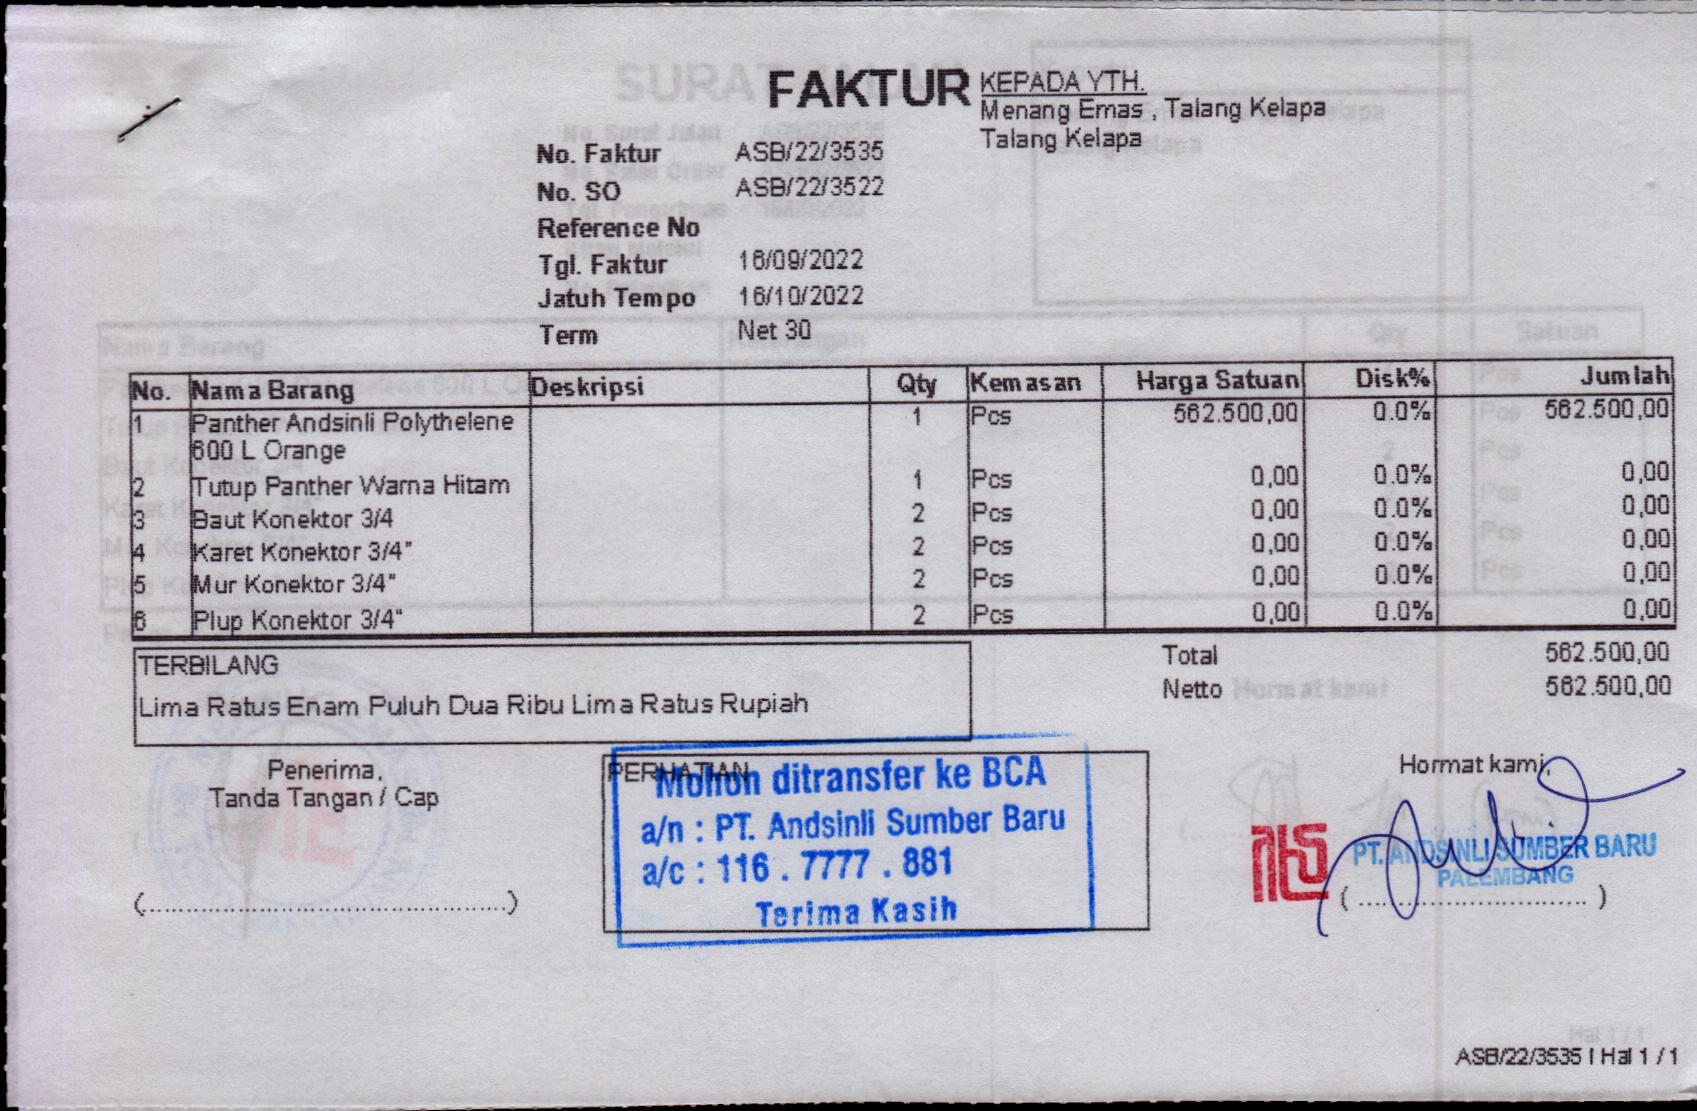 FAKTUR
KEPADA YTH.
Menang Emas , Talang Kelapa
Talang Kelapa
No. Faktur ASB/22/3535
No. SO ASB/22/3522
Reference No
Tgl. Faktur 16/09/2022
Jatuh Tempo 16/10/2022
Term Net 30
No. Nama Barang Deskripsi Qty Kemasan Harga Satuan Disk% Jumlah
1 Panther Andsinli Polythelene 1 Pcs 562.500,00 0.0% 562.500,00
600 L Orange
2 Tutup Panther Warna Hitam 1 Pcs 0,00 0.0% 0,00
3 Baut Konektor 3/4 2 Pcs 0,00 0.0% 0,00
4 Karet Konektor 3/4" 2 Pcs 0,00 0.0% 0,00
5 Mur Konektor 3/4" 2 Pcs 0,00 0.0% 0,00
6 Plup Konektor 3/4" 2 Pcs 0,00 0.0% 0,00
TERBILANG
Lima Ratus Enam Puluh Dua Ribu Lima Ratus Rupiah
Total 562.500,00
Netto 562.500,00
Penerima,
Tanda Tangan / Cap
(....................................................)
PERHATIAN
Mohon ditransfer ke BCA
a/n : PT. Andsinli Sumber Baru
a/c : 116 . 7777 . 881
Terima Kasih
Hormat kami,
PT. ANDSINLI SUMBER BARU
PALEMBANG
( ................................ )
ASB/22/3535 | Hal 1 / 1